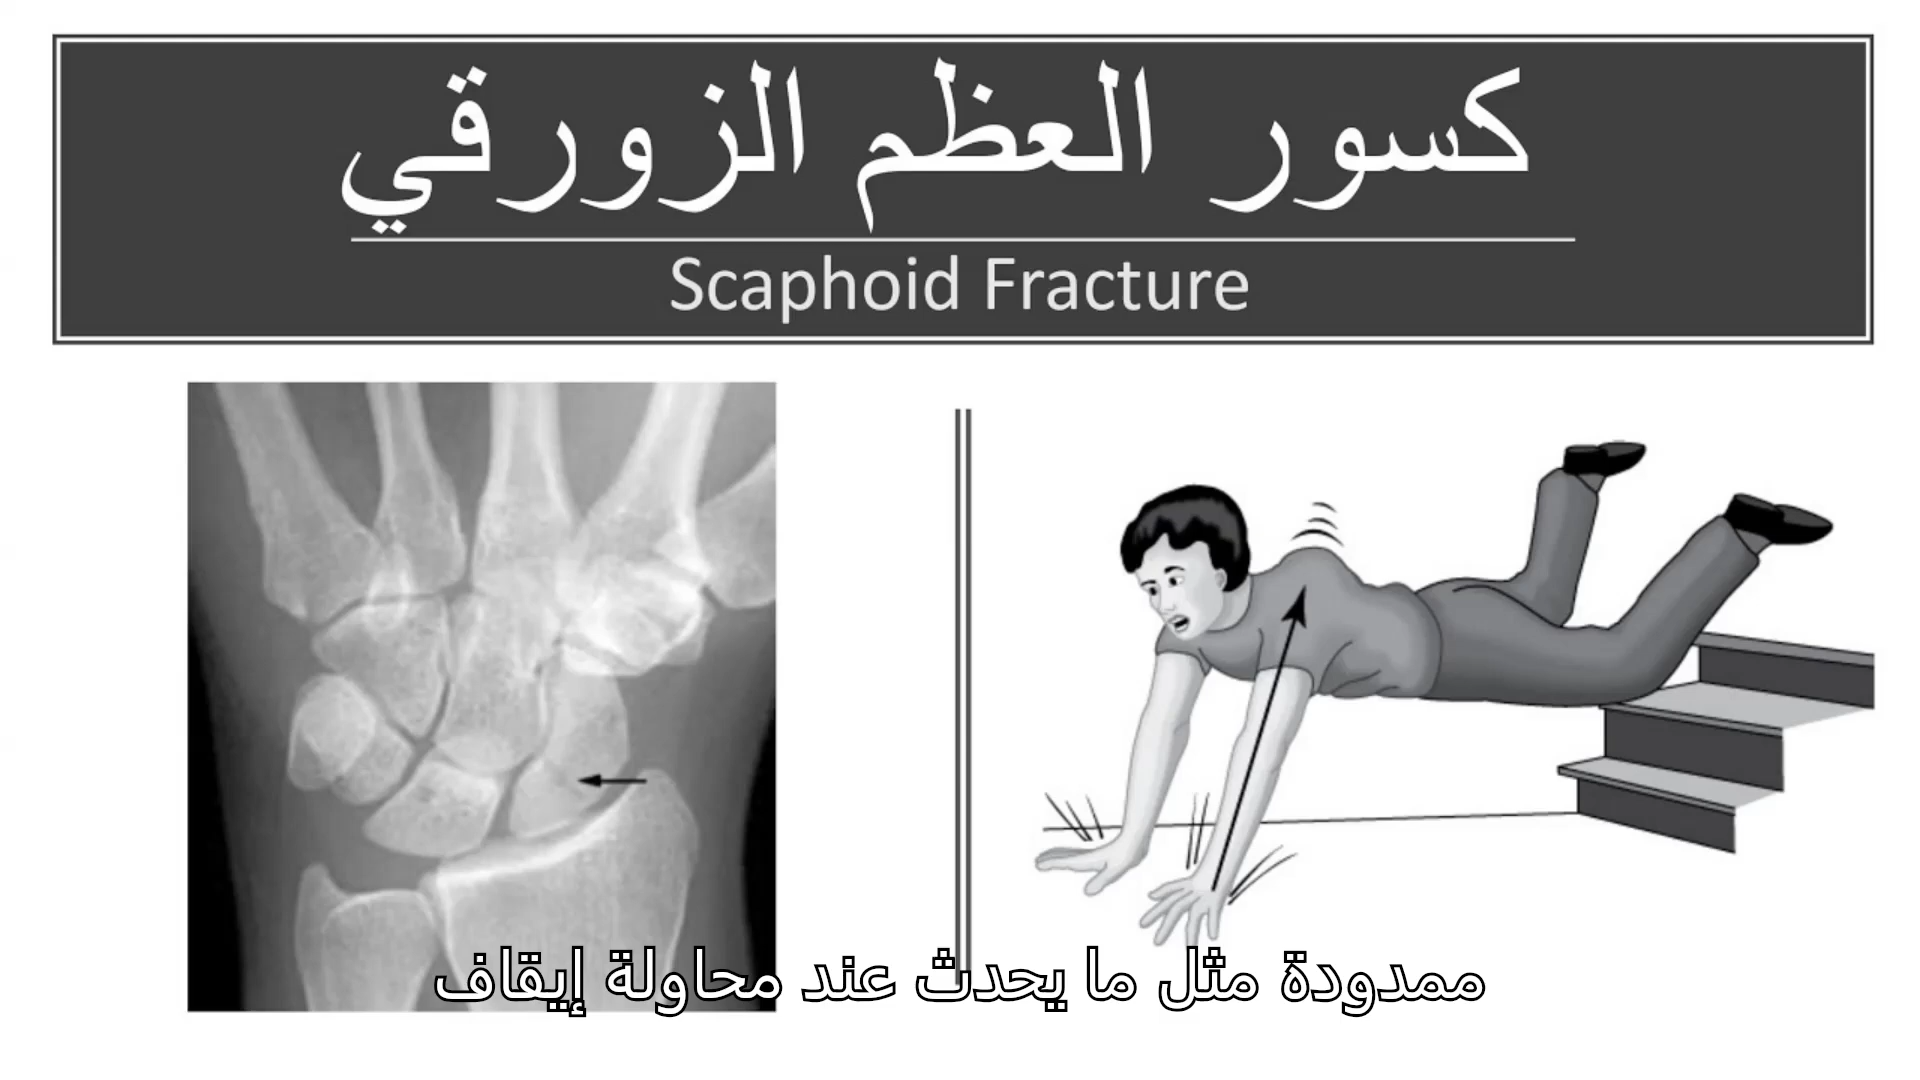 كسور العظم الزورقي
Scaphoid Fracture
ممدودة مثل ما يحدث عند محاولة إيقاف